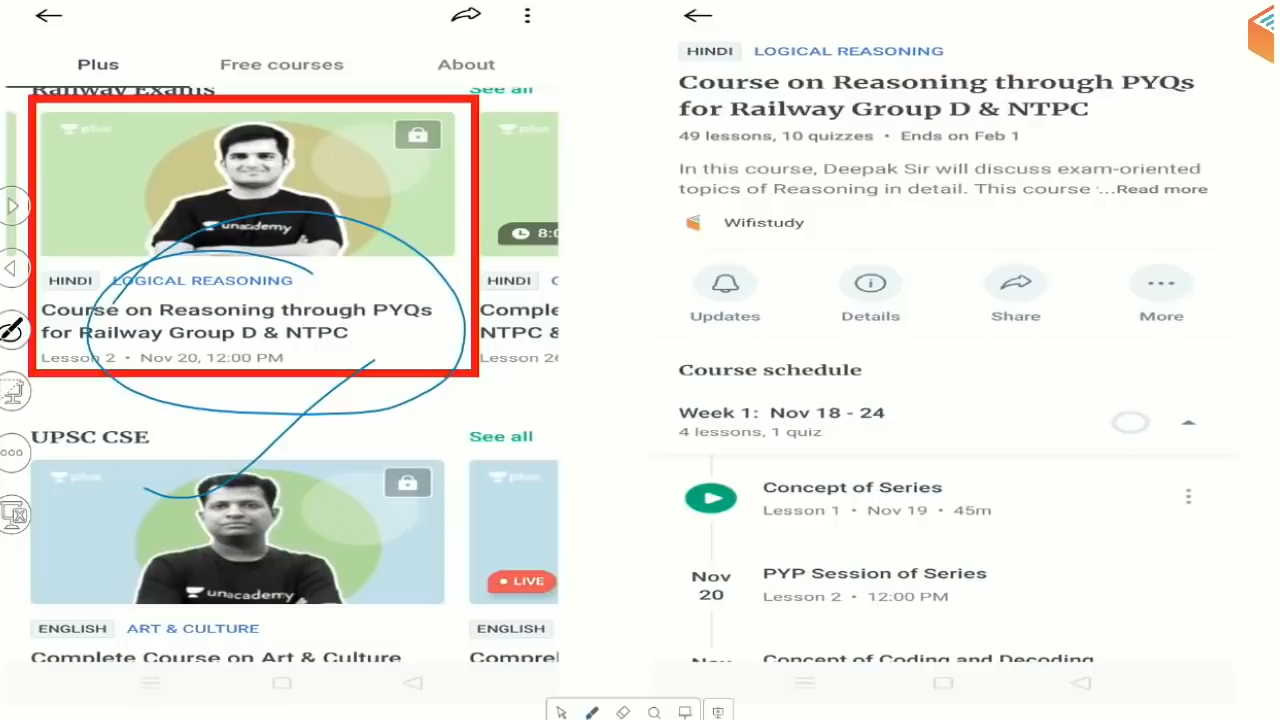 Plus
Free courses
About
Railway Exams
See all
plus
plus
unacademy
8:0
HINDI
LOGICAL REASONING
HINDI
Course on Reasoning through PYQs
for Railway Group D & NTPC
Lesson 2 • Nov 20, 12:00 PM
Comple
NTPC &
Lesson 26
UPSC CSE
See all
plus
plus
unacademy
LIVE
ENGLISH
ART & CULTURE
ENGLISH
Complete Course on Art & Culture
Compre
HINDI
LOGICAL REASONING
Course on Reasoning through PYQs
for Railway Group D & NTPC
49 lessons, 10 quizzes • Ends on Feb 1
In this course, Deepak Sir will discuss exam-oriented
topics of Reasoning in detail. This course ...Read more
Wifistudy
Updates
Details
Share
More
Course schedule
Week 1: Nov 18 - 24
4 lessons, 1 quiz
Concept of Series
Lesson 1 • Nov 19 • 45m
Nov
20
PYP Session of Series
Lesson 2 • 12:00 PM
Nov
Concept of Coding and Decoding